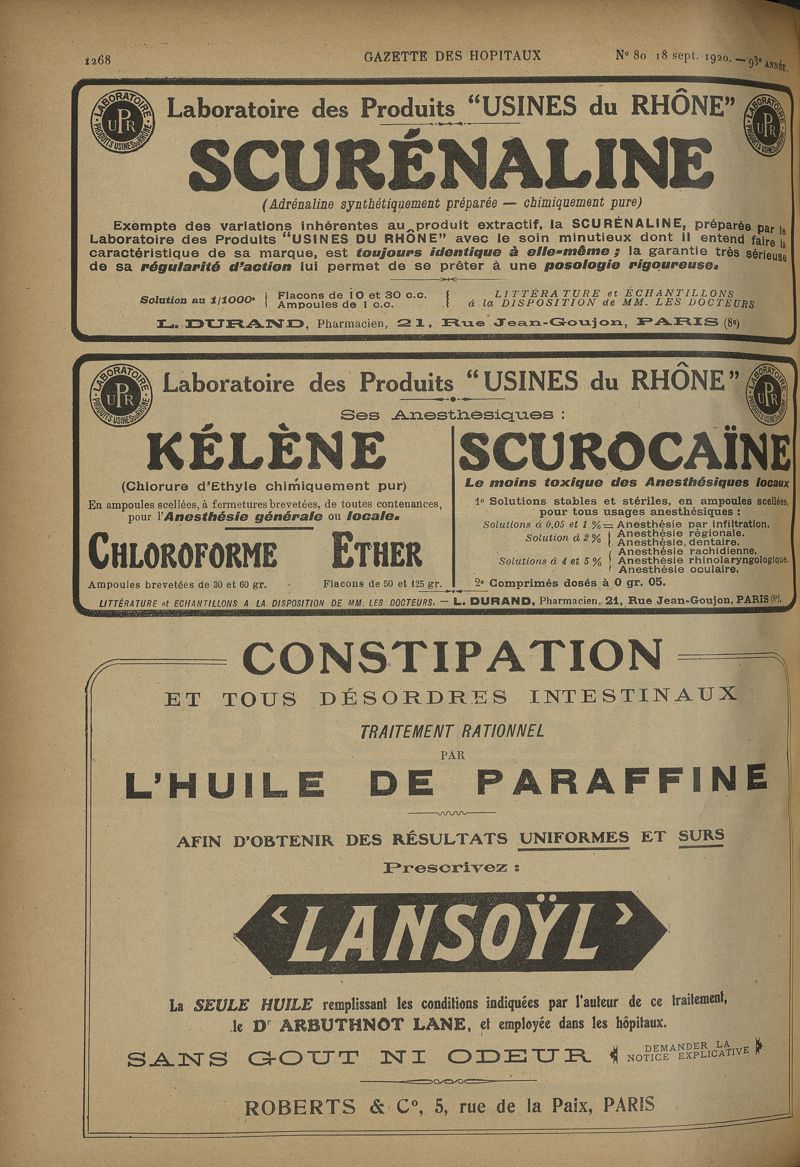 1268
GAZETTE DES HOPITAUX
N° 80 18 sept. 1920. — 93e ANNÉE.
LABORATOIRE
UPR
PRODUITS USINES du RHÔNE
Laboratoire des Produits “USINES du RHÔNE”
SCURÉNALINE
(Adrénaline synthétiquement préparée — chimiquement pure)
Exempte des variations inhérentes au produit extractif, la SCURÉNALINE, préparée par le
Laboratoire des Produits “USINES DU RHÔNE” avec le soin minutieux dont il entend faire la
caractéristique de sa marque, est toujours identique à elle-même ; la garantie très sérieuse
de sa régularité d'action lui permet de se prêter à une posologie rigoureuse.
Solution au 1/1000e { Flacons de 10 et 30 c.c.
Ampoules de 1 c.c. }
LITTÉRATURE et ÉCHANTILLONS
à la DISPOSITION de MM. LES DOCTEURS
L. DURAND, Pharmacien, 21, Rue Jean-Goujon, PARIS (8e)
LABORATOIRE
UPR
PRODUITS USINES du RHÔNE
Laboratoire des Produits “USINES du RHÔNE”
Ses Anesthésiques :
KÉLÈNE
(Chlorure d'Ethyle chimiquement pur)
En ampoules scellées, à fermetures brevetées, de toutes contenances,
pour l'Anesthésie générale ou locale.
CHLOROFORME
Ampoules brevetées de 30 et 60 gr.
ETHER
Flacons de 50 et 125 gr.
SCUROCAÏNE
Le moins toxique des Anesthésiques locaux
1° Solutions stables et stériles, en ampoules scellées,
pour tous usages anesthésiques :
Solutions à 0,05 et 1 % = Anesthésie par infiltration.
Solution à 2 % { Anesthésie régionale.
Anesthésie dentaire.
Solutions à 4 et 5 % { Anesthésie rachidienne.
Anesthésie rhinolaryngologique.
Anesthésie oculaire.
2° Comprimés dosés à 0 gr. 05.
LITTÉRATURE et ECHANTILLONS A LA DISPOSITION DE MM. LES DOCTEURS. — L. DURAND, Pharmacien, 21, Rue Jean-Goujon, PARIS (8e).
CONSTIPATION
ET TOUS DÉSORDRES INTESTINAUX
TRAITEMENT RATIONNEL
PAR
L'HUILE DE PARAFFINE
AFIN D'OBTENIR DES RÉSULTATS UNIFORMES ET SURS
Prescrivez :
‘LANSOŸL’
La SEULE HUILE remplissant les conditions indiquées par l'auteur de ce traitement,
le Dr ARBUTHNOT LANE, et employée dans les hôpitaux.
SANS GOUT NI ODEUR
DEMANDER LA
NOTICE EXPLICATIVE
ROBERTS & Co, 5, rue de la Paix, PARIS